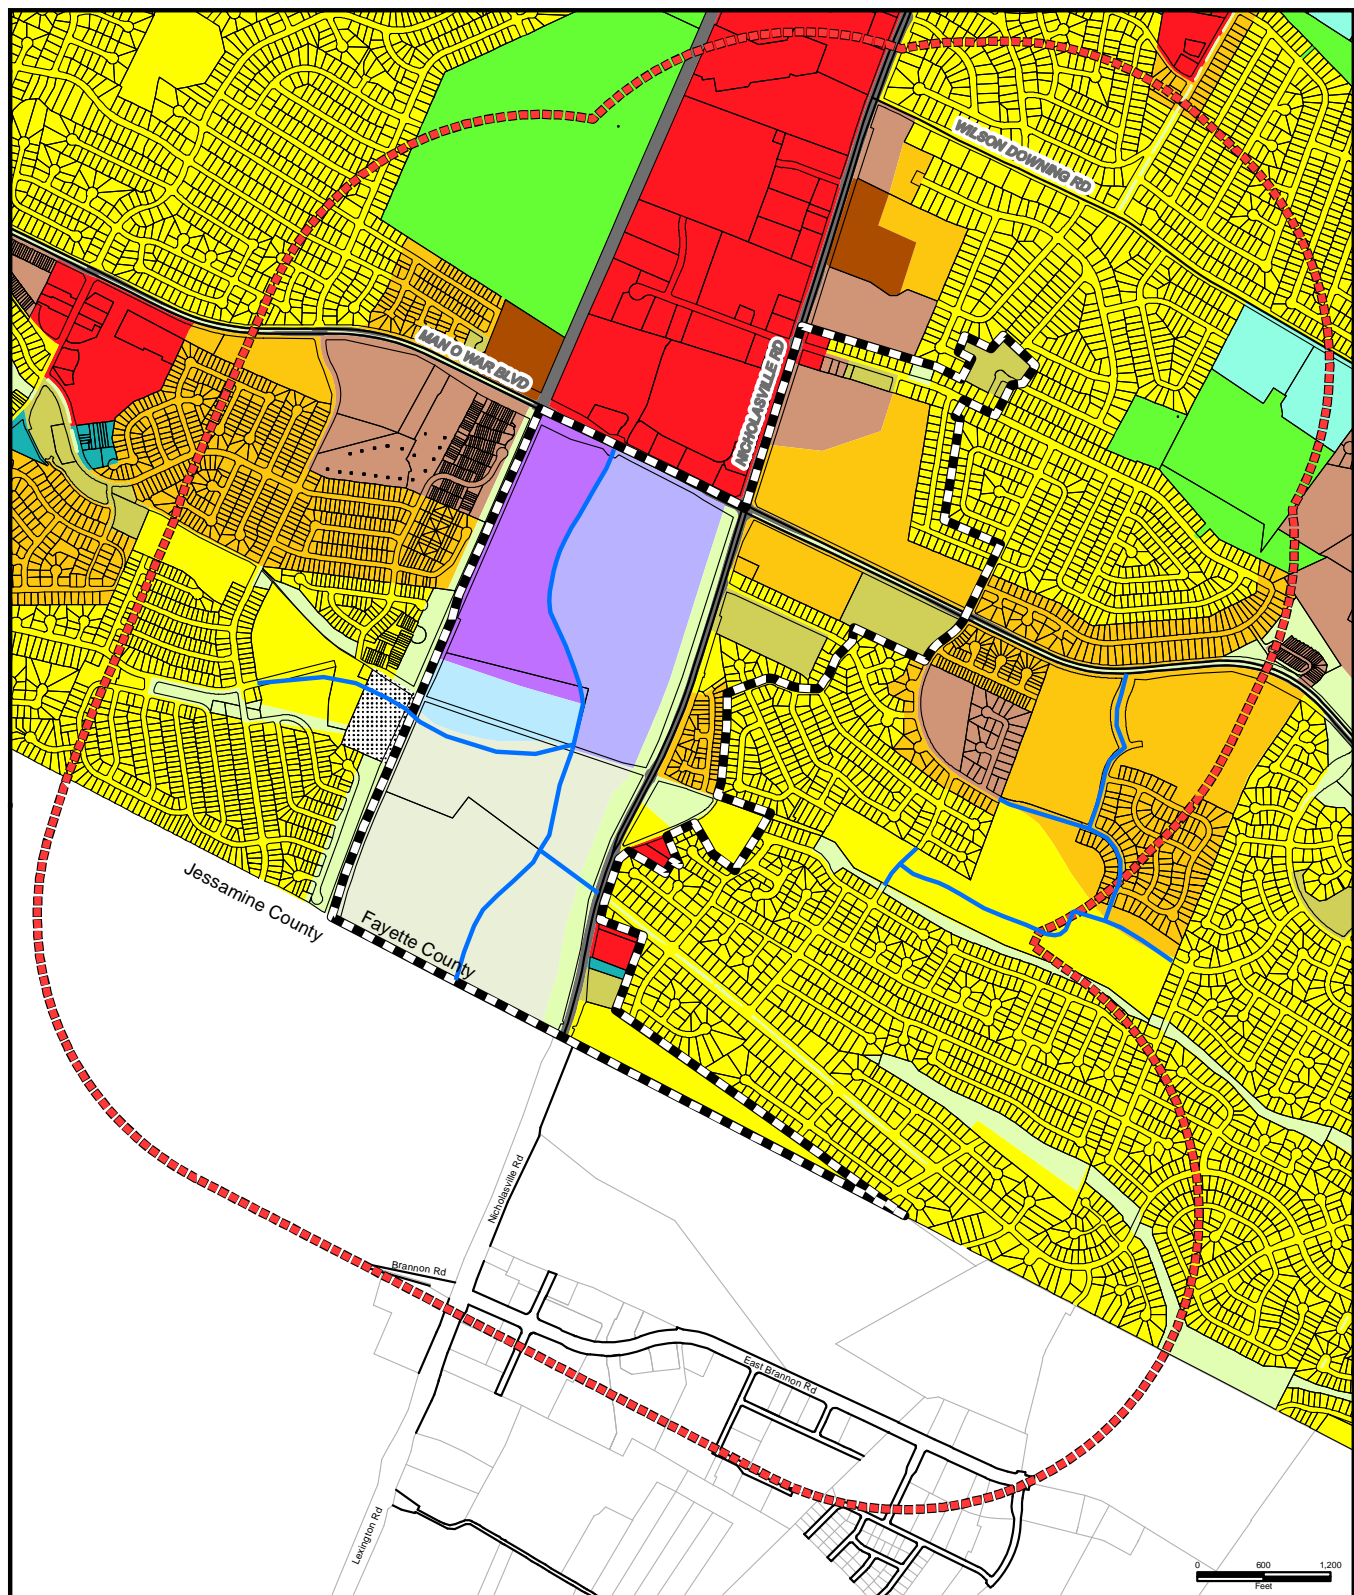 WILSON DOWNING RD
MAN O WAR BLVD
NICHOLASVILLE RD
Jessamine County
Fayette County
Nicholasville Rd
Brannon Rd
East Brannon Rd
Lexington Rd
0 600 1,200
Feet